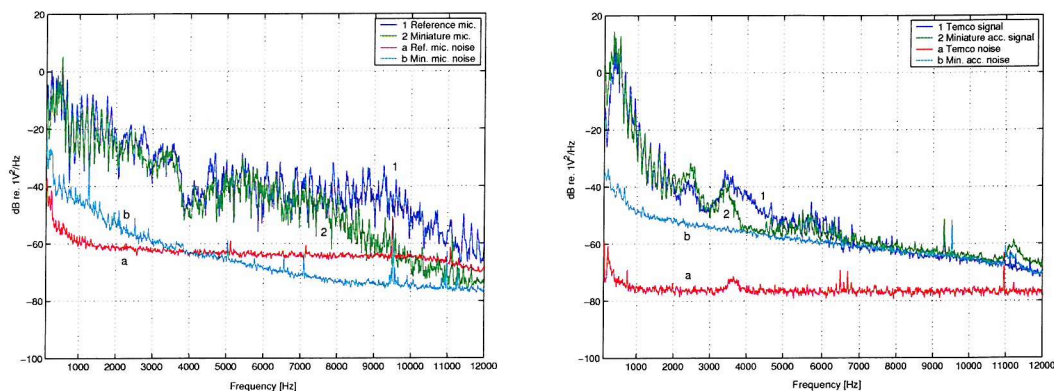 20
0
−20
−40
−60
−80
−100
dB re. 1V²/Hz
1 Reference mic.
2 Miniature mic.
a Ref. mic. noise
b Min. mic. noise
1
2
b
a
1000 2000 3000 4000 5000 6000 7000 8000 9000 10000 11000 12000
Frequency [Hz]
20
0
−20
−40
−60
−80
−100
dB re. 1V²/Hz
1 Temco signal
2 Miniature acc. signal
a Temco noise
b Min. acc. noise
1
2
b
a
1000 2000 3000 4000 5000 6000 7000 8000 9000 10000 11000 12000
Frequency [Hz]